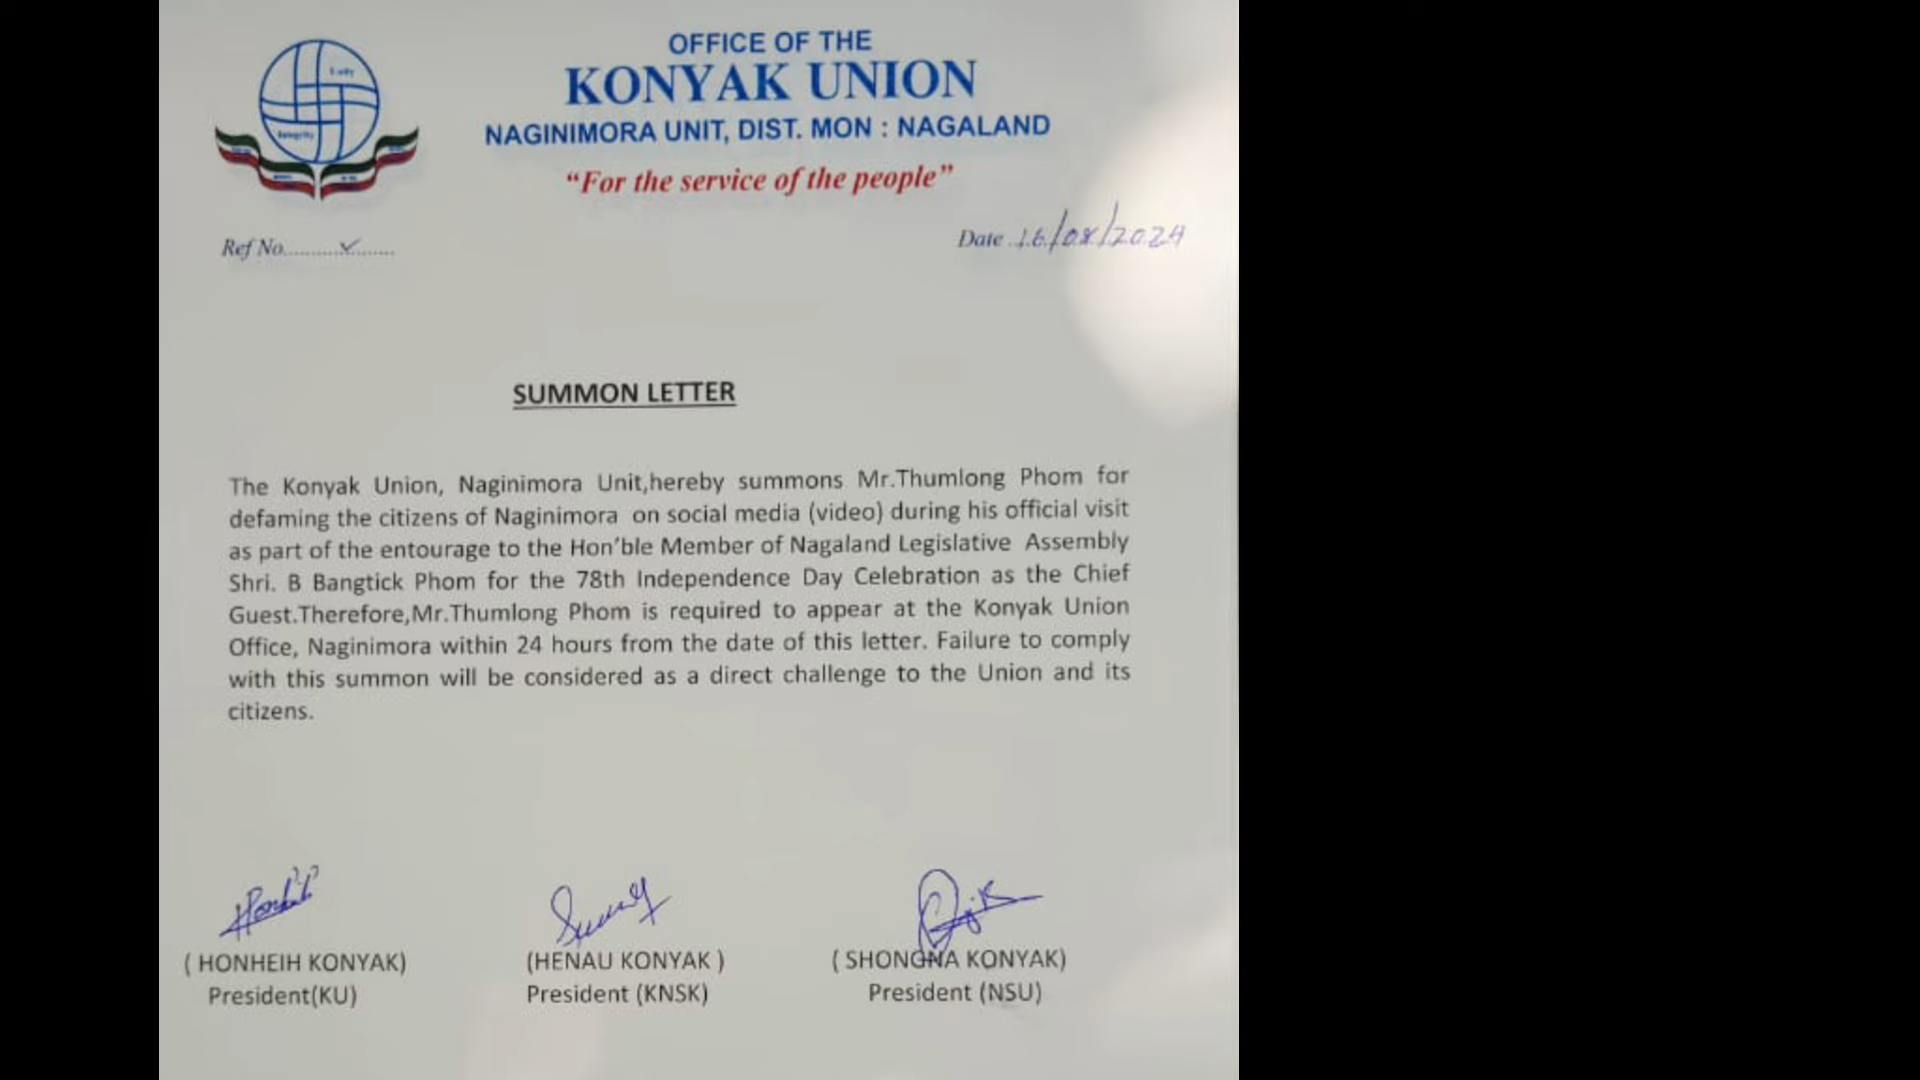 Unity
Integrity
OFFICE OF THE
KONYAK UNION
NAGINIMORA UNIT, DIST. MON : NAGALAND
“For the service of the people”
Ref No.
Date 16/08/2024
SUMMON LETTER
The Konyak Union, Naginimora Unit,hereby summons Mr.Thumlong Phom for
defaming the citizens of Naginimora on social media (video) during his official visit
as part of the entourage to the Hon’ble Member of Nagaland Legislative Assembly
Shri. B Bangtick Phom for the 78th Independence Day Celebration as the Chief
Guest.Therefore,Mr.Thumlong Phom is required to appear at the Konyak Union
Office, Naginimora within 24 hours from the date of this letter. Failure to comply
with this summon will be considered as a direct challenge to the Union and its
citizens.
( HONHEIH KONYAK) (HENAU KONYAK ) ( SHONGNA KONYAK)
President(KU) President (KNSK) President (NSU)